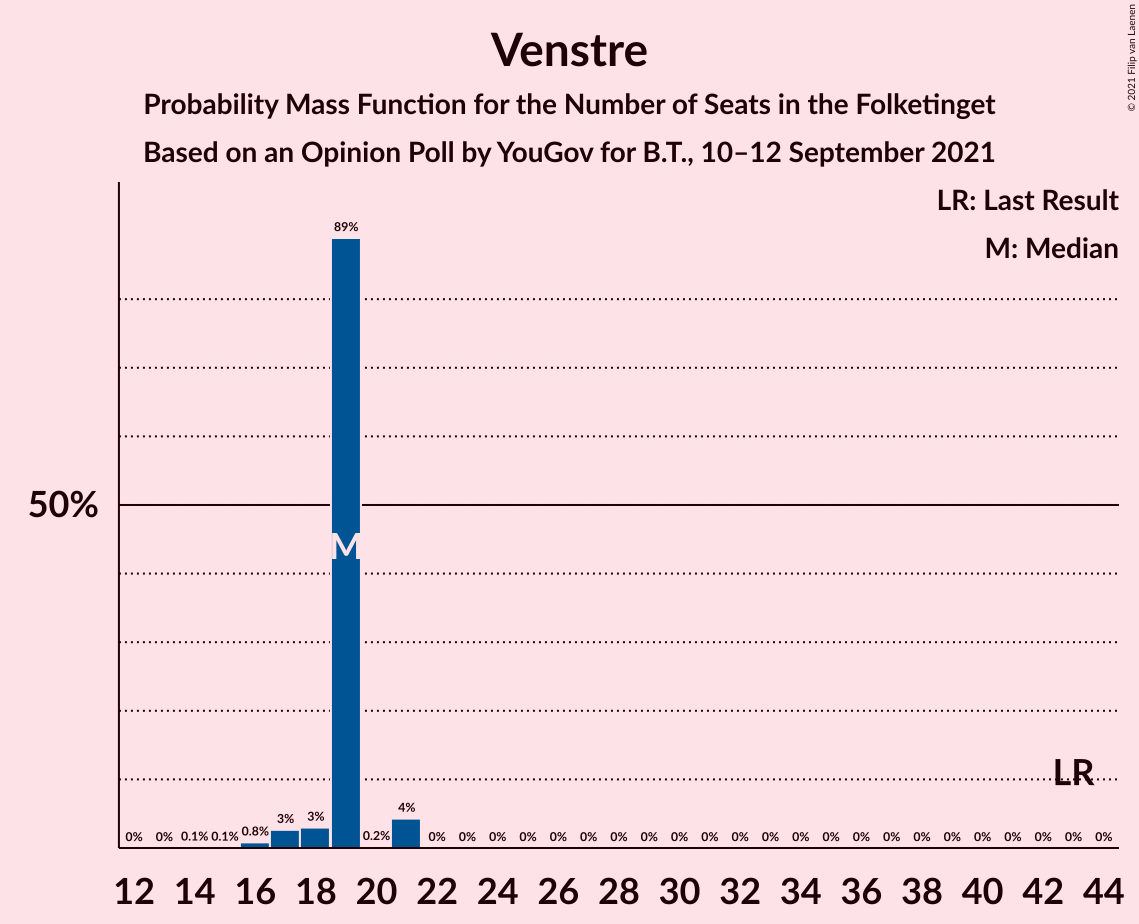 Venstre
Probability Mass Function for the Number of Seats in the Folketinget
Based on an Opinion Poll by YouGov for B.T., 10–12 September 2021
© 2021 Filip van Laenen
LR: Last Result
M: Median
89%
50%
M
LR
0% 0% 0.1% 0.1% 0.8% 3% 3% 0.2% 4% 0% 0% 0% 0% 0% 0% 0% 0% 0% 0% 0% 0% 0% 0% 0% 0% 0% 0% 0% 0% 0% 0% 0%
12 14 16 18 20 22 24 26 28 30 32 34 36 38 40 42 44